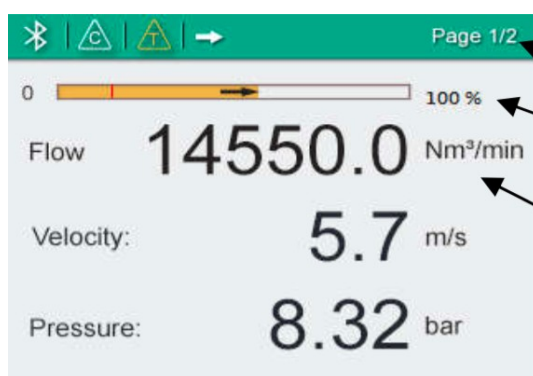 C T Page 1/2
0 100 %
Flow 14550.0 Nm³/min
Velocity: 5.7 m/s
Pressure: 8.32 bar